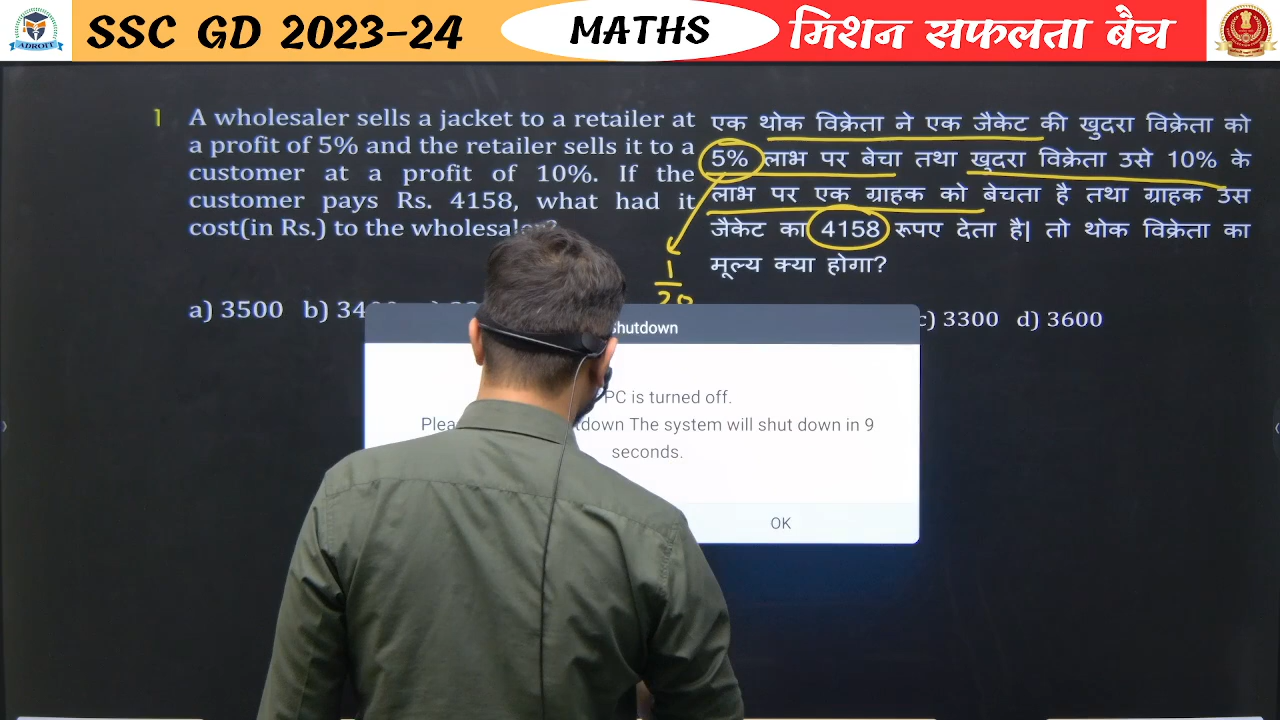 ADROIT
SSC GD 2023-24
MATHS
मिशन सफलता बैच
1
A wholesaler sells a jacket to a retailer at
a profit of 5% and the retailer sells it to a
customer at a profit of 10%. If the
customer pays Rs. 4158, what had it
cost(in Rs.) to the wholesaler?
a) 3500 b)
एक थोक विक्रेता ने एक जैकेट की खुदरा विक्रेता को
5% लाभ पर बेचा तथा खुदरा विक्रेता उसे 10% के
लाभ पर एक ग्राहक को बेचता है तथा ग्राहक उस
जैकेट का 4158 रूपए देता है| तो थोक विक्रेता का
मूल्य क्या होगा?
c) 3300 d) 3600
1
20
shutdown
PC is turned off.
The system will shut down in 9
seconds.
OK